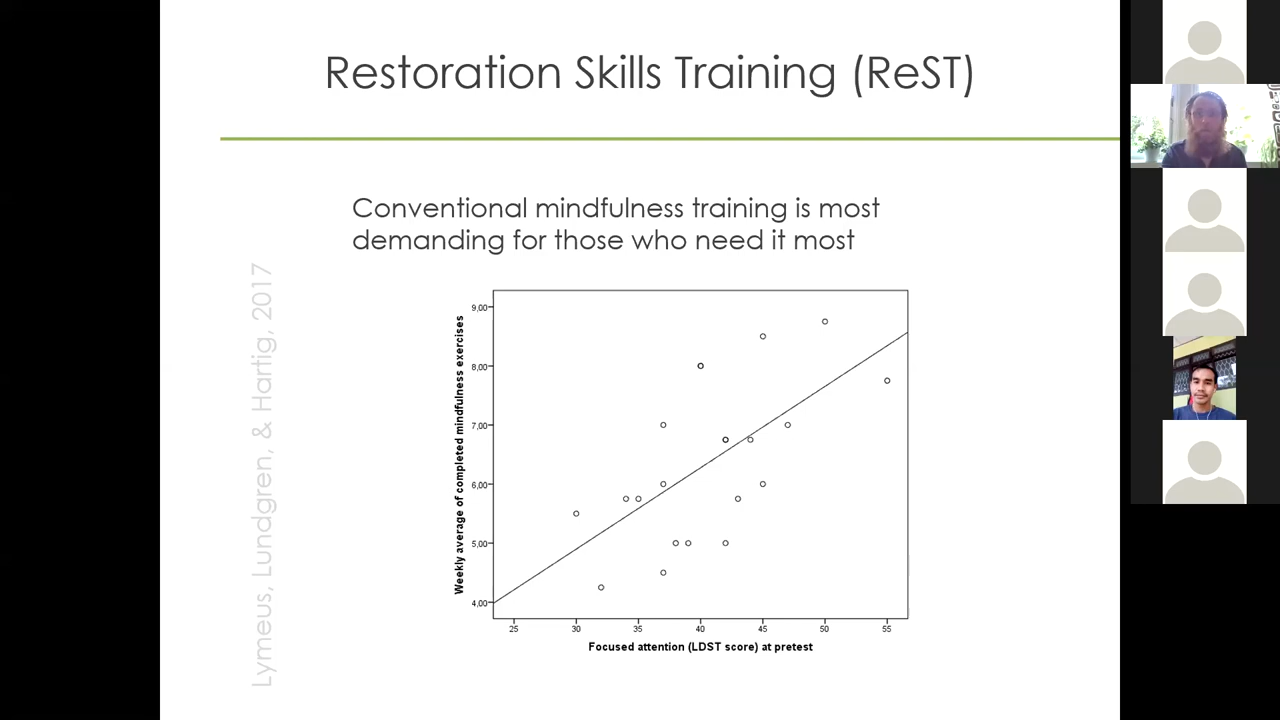 Restoration Skills Training (ReST)
Conventional mindfulness training is most
demanding for those who need it most
Lymeus, Lundgren, & Hartig, 2017
Weekly average of completed mindfulness exercises
9,00
8,00
7,00
6,00
5,00
4,00
25 30 35 40 45 50 55
Focused attention (LDST score) at pretest